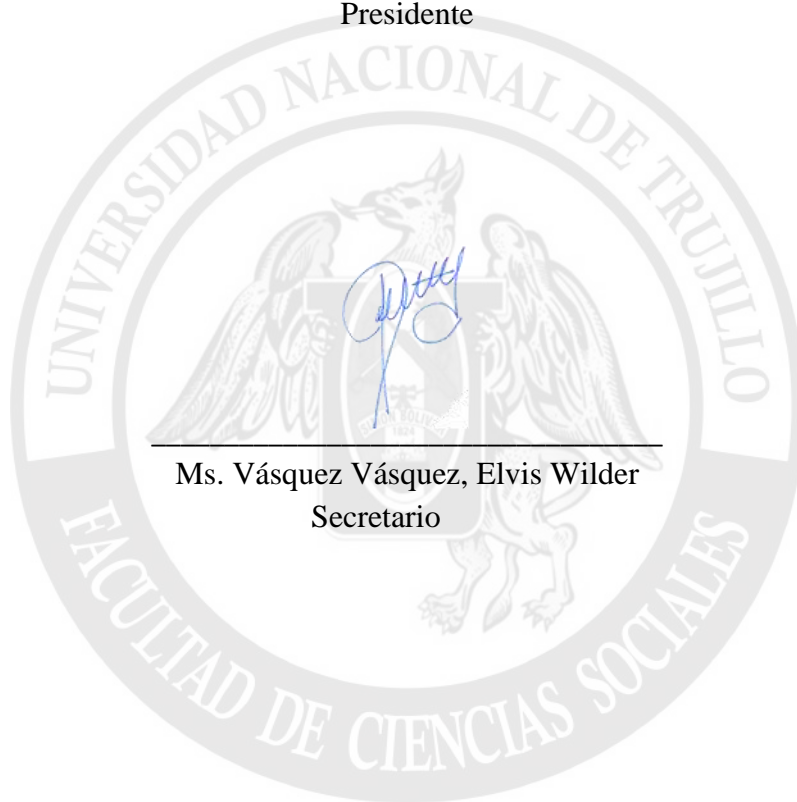 Presidente
UNIVERSIDAD NACIONAL DE TRUJILLO
Ms. Vásquez Vásquez, Elvis Wilder
Secretario
FACULTAD DE CIENCIAS SOCIALES